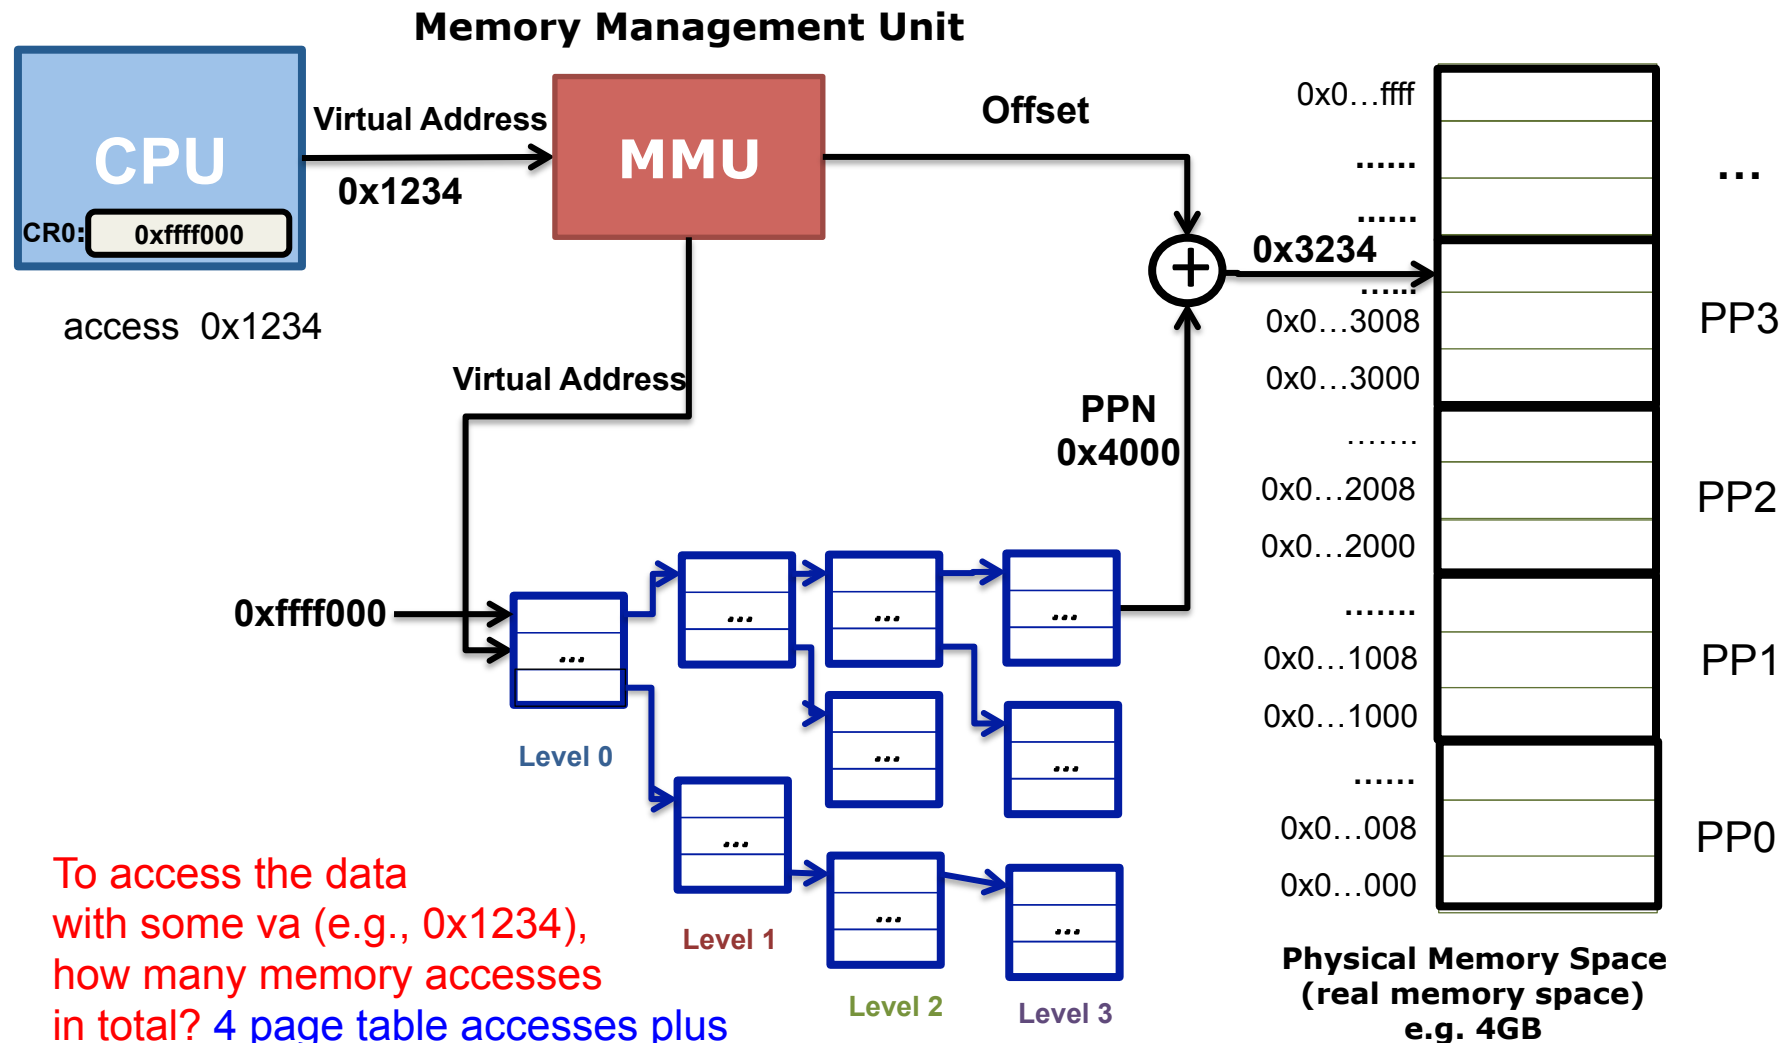 Memory Management Unit
CPU
CR0:
0xffff000
access 0x1234
Virtual Address
0x1234
MMU
Offset
Virtual Address
PPN
0x4000
+
0x3234
0xffff000
...
...
...
...
...
...
...
...
...
Level 0
Level 1
Level 2
Level 3
0x0...ffff
......
......
......
0x0...3008
0x0...3000
.......
0x0...2008
0x0...2000
.......
0x0...1008
0x0...1000
......
0x0...008
0x0...000
...
PP3
PP2
PP1
PP0
Physical Memory Space
(real memory space)
e.g. 4GB
To access the data
with some va (e.g., 0x1234),
how many memory accesses
in total? 4 page table accesses plus